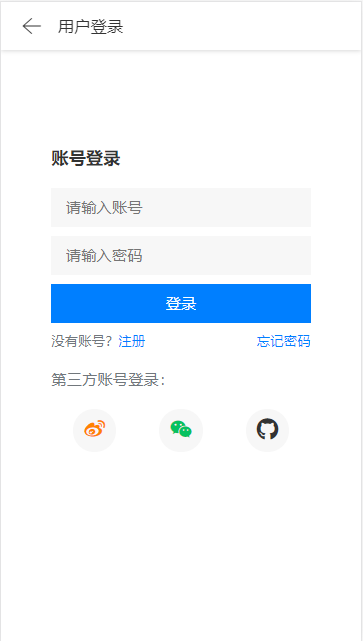 用户登录
账号登录
请输入账号
请输入密码
登录
没有账号？注册 忘记密码
第三方账号登录：